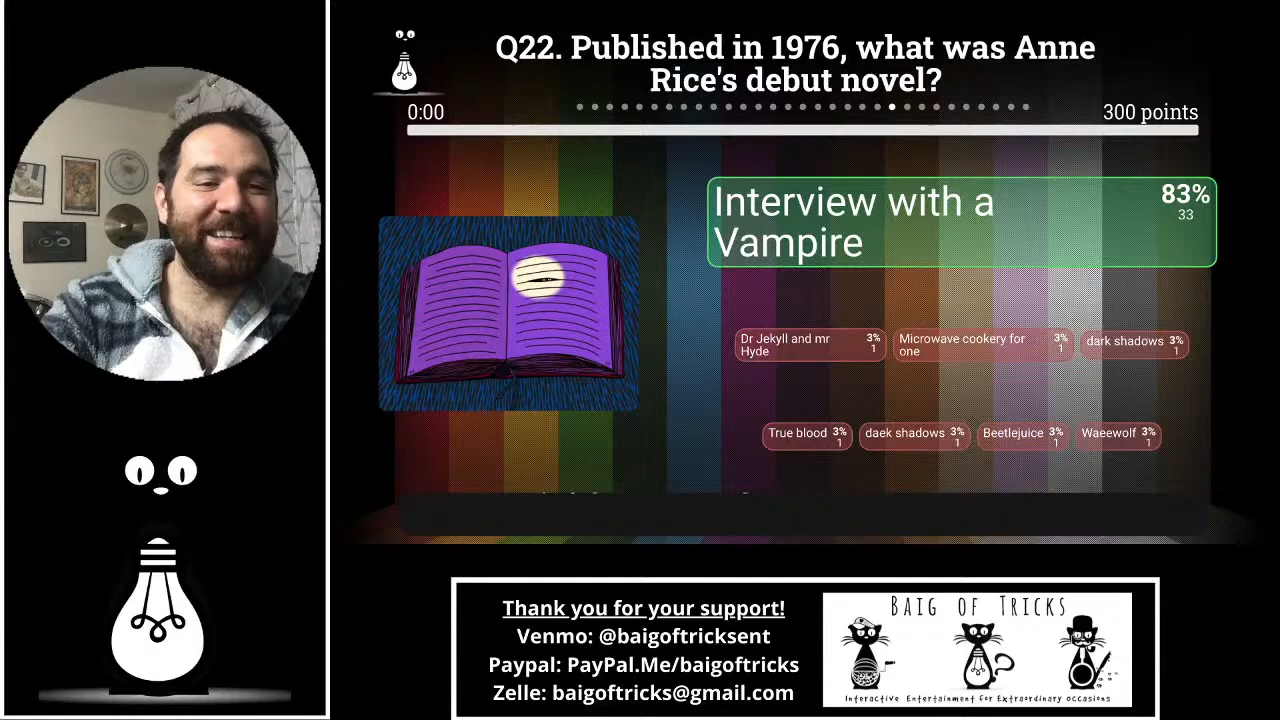 Q22. Published in 1976, what was Anne
Rice's debut novel?
0:00
300 points
Interview with a
Vampire
83%
33
Dr Jekyll and mr
Hyde
3%
1
Microwave cookery for
one
3%
1
dark shadows
3%
1
True blood
3%
1
daek shadows
3%
1
Beetlejuice
3%
1
Waeewolf
3%
1
Thank you for your support!
Venmo: @baigoftricksent
Paypal: PayPal.Me/baigoftricks
Zelle: baigoftricks@gmail.com
BAIG OF TRICKS
Interactive Entertainment for Extraordinary Occasions